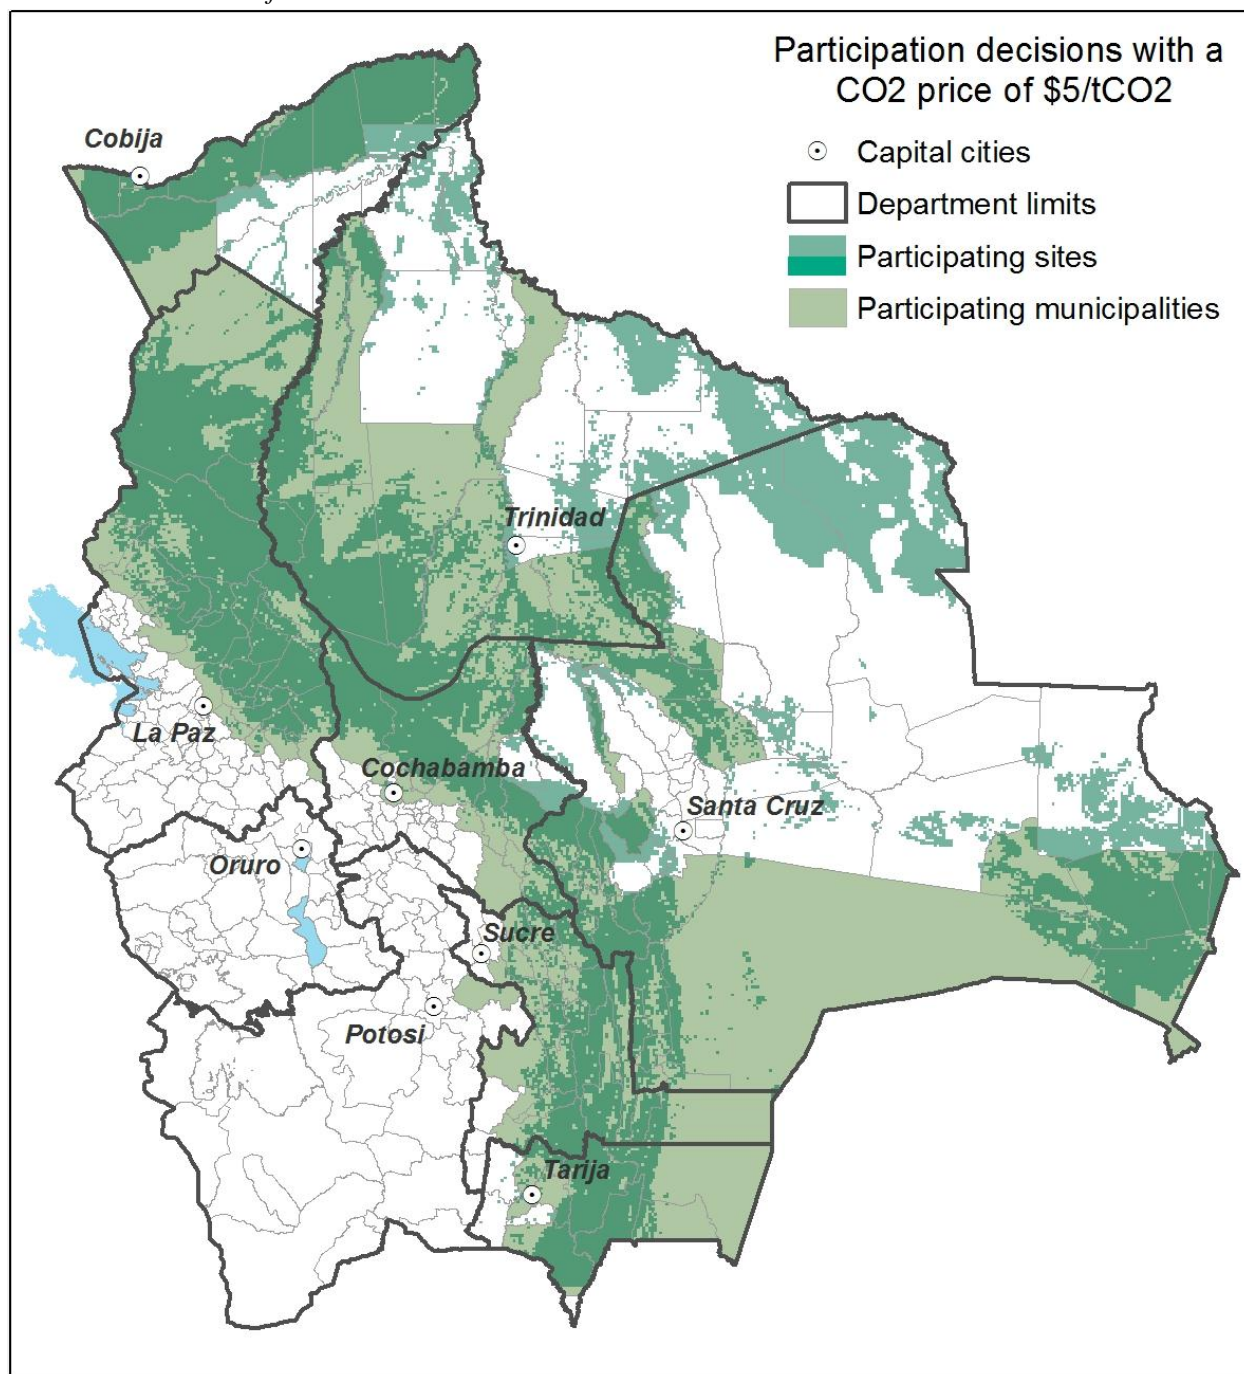 Participation decisions with a
CO2 price of $5/tCO2
Capital cities
Department limits
Participating sites
Participating municipalities
Cobija
Trinidad
La Paz
Cochabamba
Santa Cruz
Oruro
Sucre
Potosi
Tarija